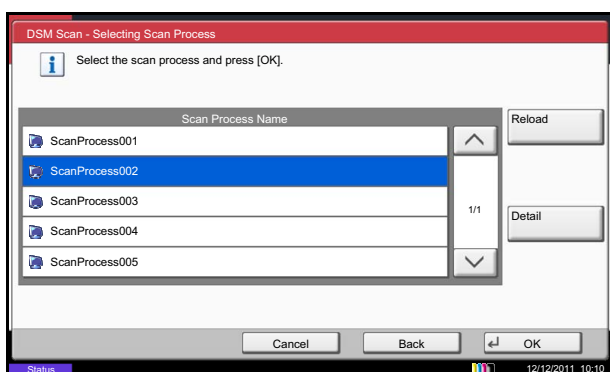 DSM Scan - Selecting Scan Process
Select the scan process and press [OK].
Scan Process Name
Reload
ScanProcess001
ScanProcess002
ScanProcess003
1/1
Detail
ScanProcess004
ScanProcess005
Cancel
Back
OK
Status
12/12/2011 10:10